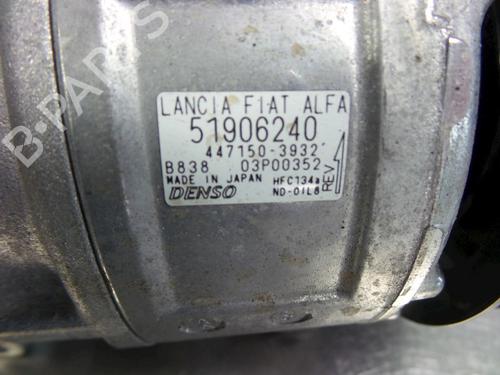 LANCIA FIAT ALFA
51906240
447150-3932
B838 03P00352
MADE IN JAPAN HFC134a
DENSO ND-OIL8
REV
B-PARTS